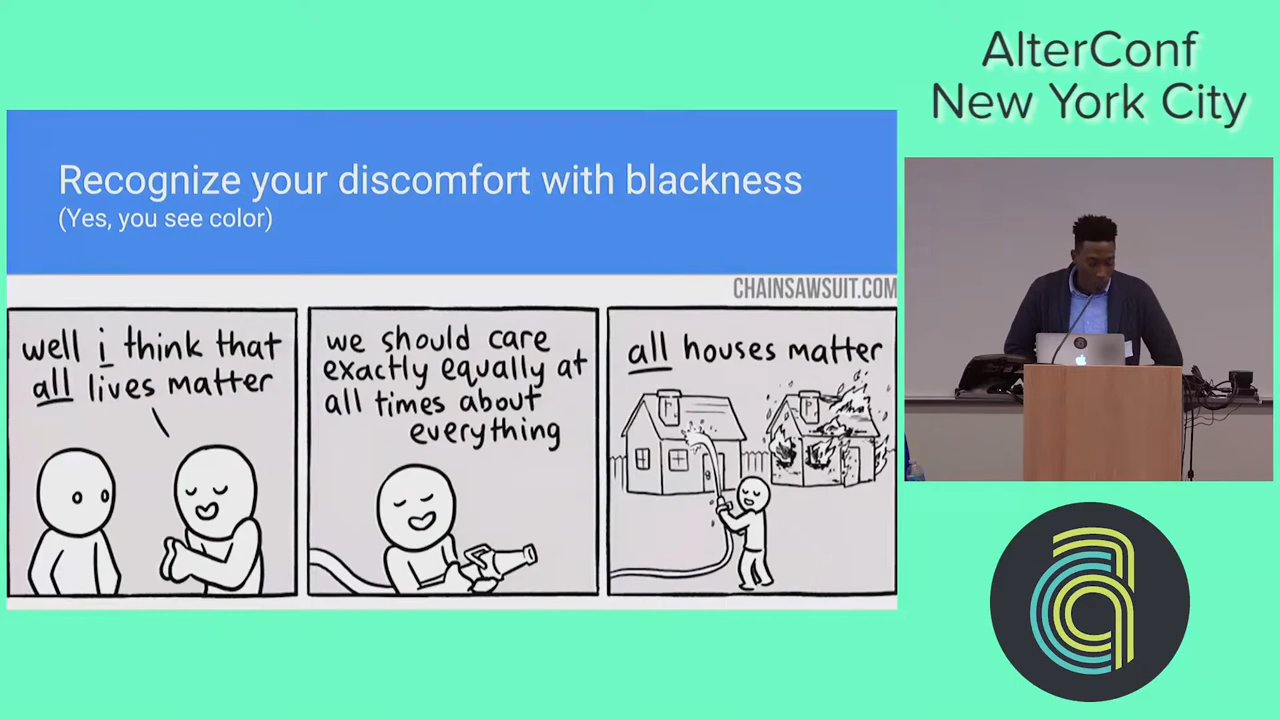 AlterConf
New York City
Recognize your discomfort with blackness
(Yes, you see color)
CHAINSAWSUIT.COM
well i think that
all lives matter
we should care
exactly equally at
all times about
everything
all houses matter